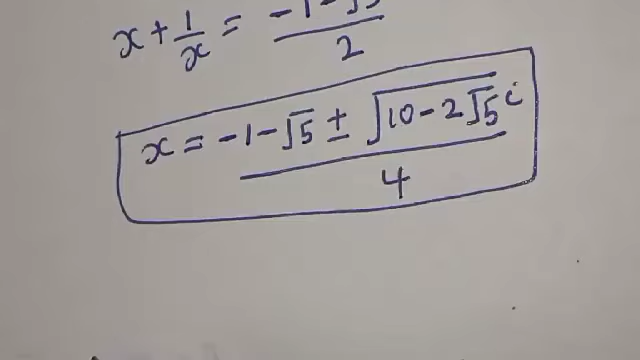 x + 1/x = (-1-√5)/2
x = (-1-√5 ± √(10-2√5) i)/4